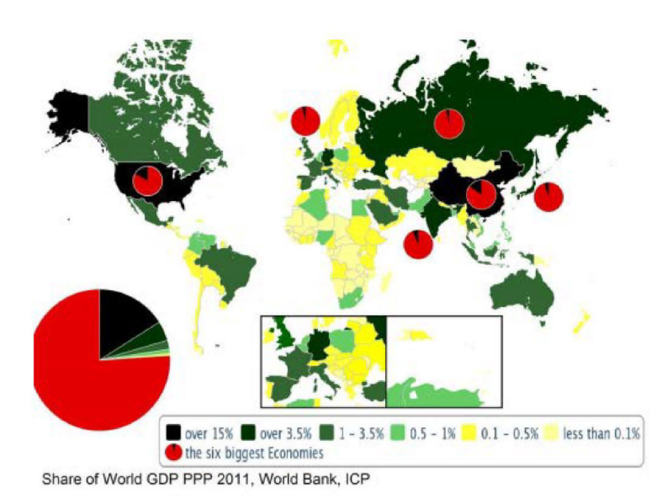 over 15% over 3.5% 1 - 3.5% 0.5 - 1% 0.1 - 0.5% less than 0.1%
the six biggest Economies
Share of World GDP PPP 2011, World Bank, ICP